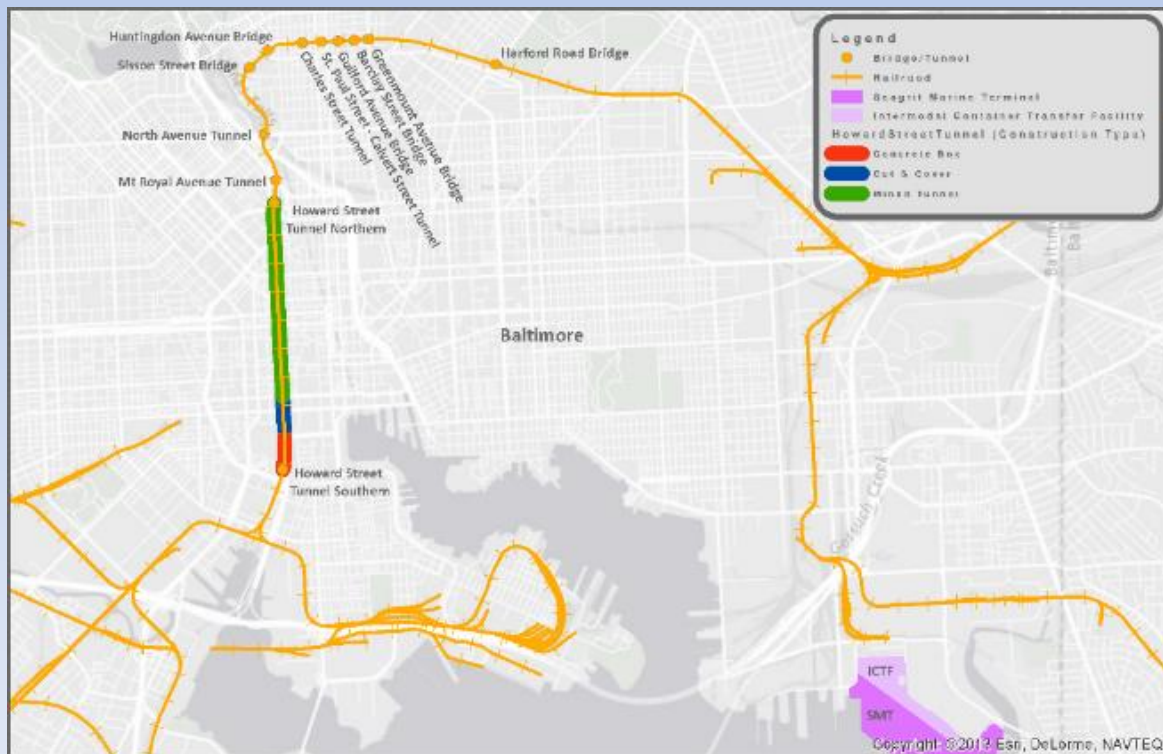 Huntingdon Avenue Bridge
Sisson Street Bridge
North Avenue Tunnel
Mt Royal Avenue Tunnel
Howard Street
Tunnel Northern
Charles Street Tunnel
St. Paul Street - Calvert Street Tunnel
Guilford Avenue Bridge
Barclay Street Bridge
Greenmount Avenue Bridge
Harford Road Bridge
Legend
Bridge/Tunnel
Railroad
Seagrit Marine Terminal
Intermodal Container Transfer Facility
HowardStreetTunnel (Construction Type)
Concrete Box
Cut & Cover
Mined Tunnel
Baltimore
Howard Street
Tunnel Southern
ICTF
SMT
Copyright ©2013 Esri, DeLorme, NAVTEQ